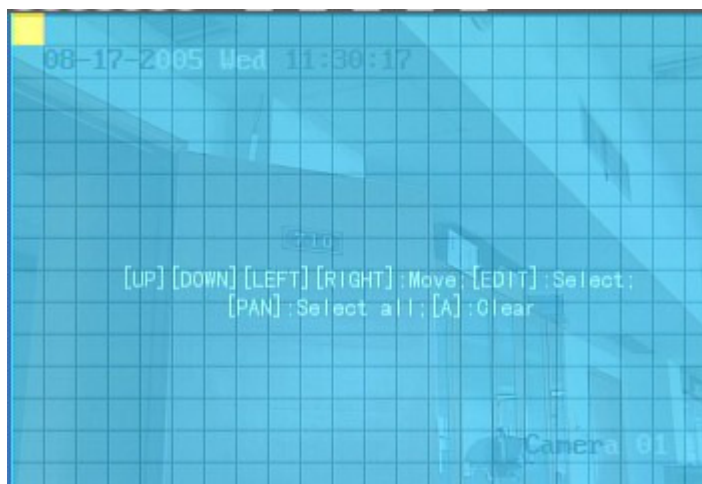 08-17-2005 Wed 11:30:17
710
[UP][DOWN][LEFT][RIGHT]:Move;[EDIT]:Select;
[PAN]:Select all;[A]:Clear
Camera 01